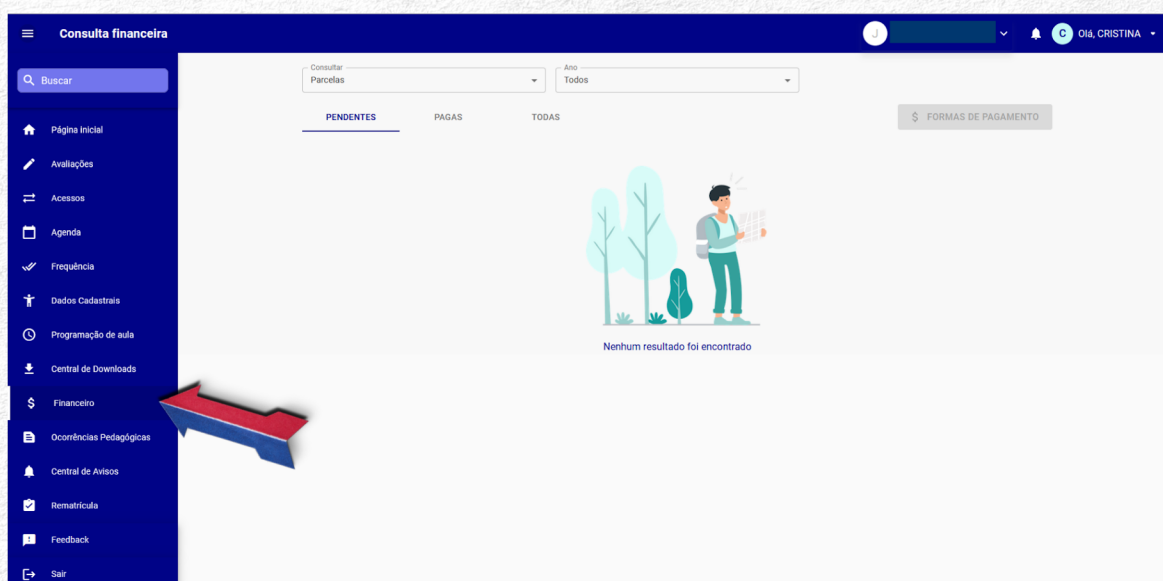 Consulta financeira
J
C
Olá, CRISTINA
Buscar
Página inicial
Avaliações
Acessos
Agenda
Frequência
Dados Cadastrais
Programação de aula
Central de Downloads
$ Financeiro
Ocorrências Pedagógicas
Central de Avisos
Rematrícula
Feedback
Sair
Consultar
Parcelas
Ano
Todos
PENDENTES
PAGAS
TODAS
$ FORMAS DE PAGAMENTO
Nenhum resultado foi encontrado